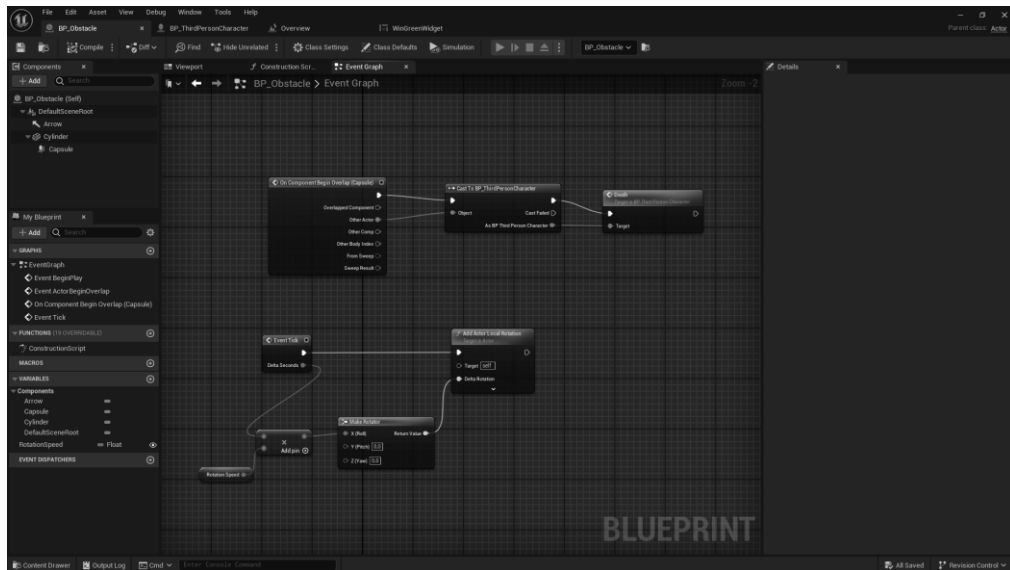 File Edit Asset View Debug Window Tools Help
BP_Obstacle × BP_ThirdPersonCharacter Overview WinGreenWidget
Parent class: Actor
Compile Diff Find Hide Unrelated Class Settings Class Defaults Simulation BP_Obstacle
Components ×
+ Add Search
BP_Obstacle (Self)
DefaultSceneRoot
Arrow
Cylinder
Capsule
My Blueprint ×
+ Add Search
GRAPHS
EventGraph
Event BeginPlay
Event ActorBeginOverlap
On Component Begin Overlap (Capsule)
Event Tick
FUNCTIONS (19 OVERRIDABLE)
ConstructionScript
MACROS
VARIABLES
Components
Arrow
Capsule
Cylinder
DefaultSceneRoot
RotationSpeed Float
EVENT DISPATCHERS
Viewport Construction Scr... Event Graph ×
BP_Obstacle > Event Graph Zoom -2
On Component Begin Overlap (Capsule)
Overlapped Component
Other Actor
Other Comp
Other Body Index
From Sweep
Sweep Result
Cast To BP_ThirdPersonCharacter
Object Cast Failed
As BP Third Person Character
Target is BP Third Person Character
Target
Event Tick
Delta Seconds
Add Actor Local Rotation
Target is Actor
Target self
Delta Rotation
Add pin
Rotation Speed
Make Rotator
X (Roll) Return Value
Y (Pitch) 0.0
Z (Yaw) 0.0
BLUEPRINT
Details ×
Content Drawer Output Log Cmd Enter Console Command All Saved Revision Control